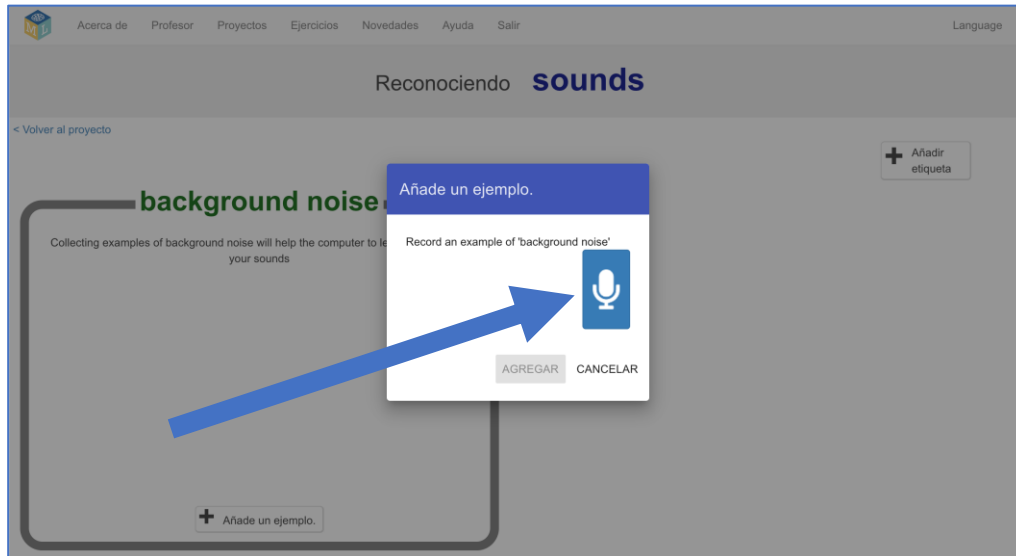 Acerca de Profesor Proyectos Ejercicios Novedades Ayuda Salir Language
Reconociendo sounds
< Volver al proyecto
Añadir
etiqueta
background noise
Collecting examples of background noise will help the computer to le
your sounds
Añade un ejemplo.
Record an example of 'background noise'
AGREGAR CANCELAR
Añade un ejemplo.